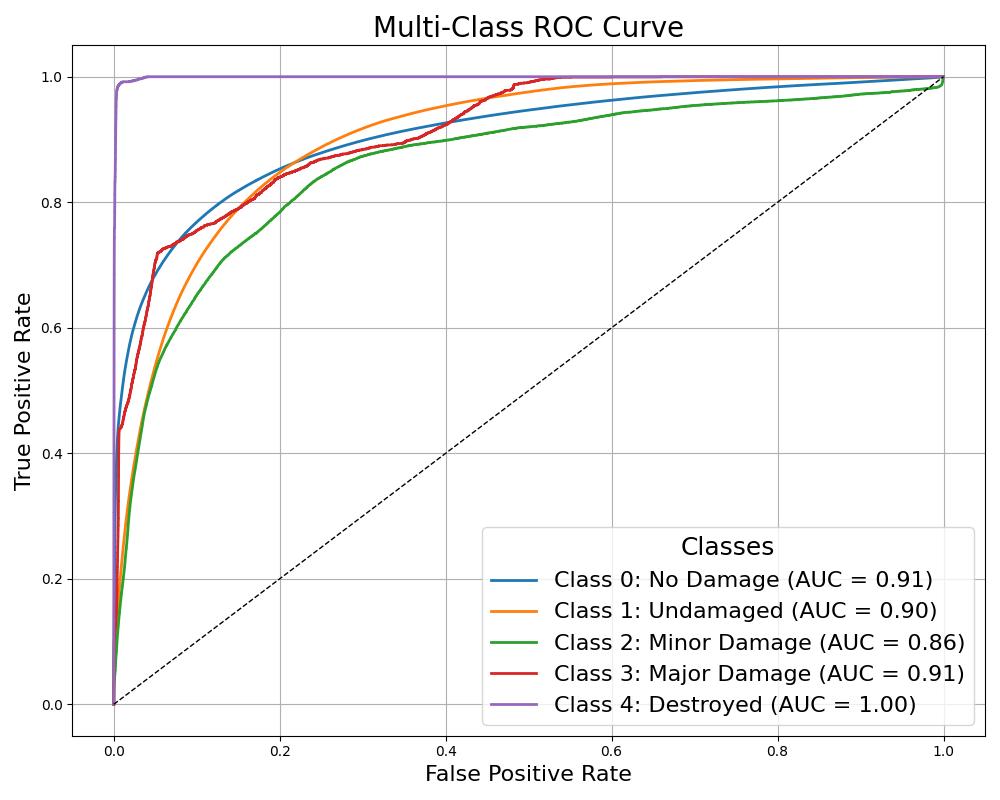 Multi-Class ROC Curve
True Positive Rate
1.0
0.8
0.6
0.4
0.2
0.0
Classes
Class 0: No Damage (AUC = 0.91)
Class 1: Undamaged (AUC = 0.90)
Class 2: Minor Damage (AUC = 0.86)
Class 3: Major Damage (AUC = 0.91)
Class 4: Destroyed (AUC = 1.00)
0.0 0.2 0.4 0.6 0.8 1.0
False Positive Rate